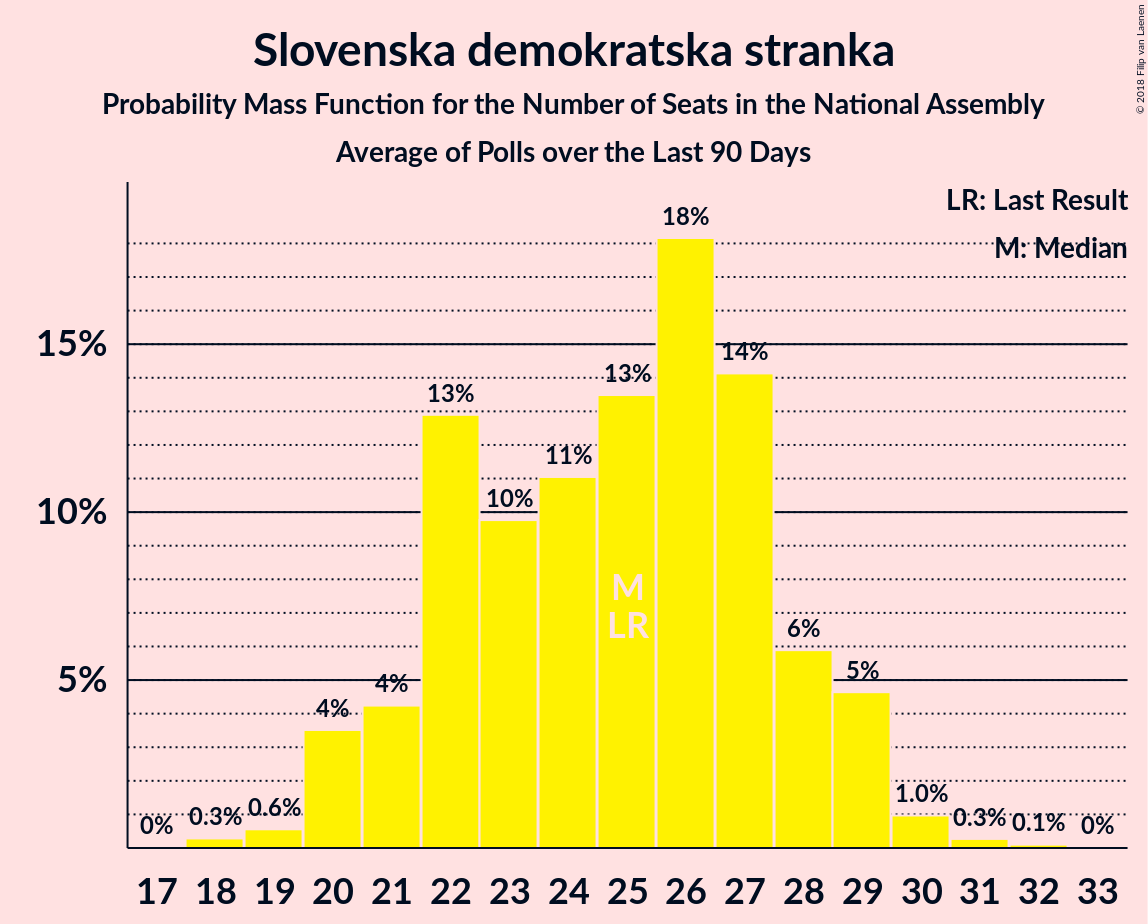 Slovenska demokratska stranka
Probability Mass Function for the Number of Seats in the National Assembly
Average of Polls over the Last 90 Days
© 2018 Filip van Laenen
LR: Last Result
M: Median
15%
10%
5%
0%
0.3%
0.6%
4%
4%
13%
10%
11%
13%
18%
14%
6%
5%
1.0%
0.3%
0.1%
0%
M
LR
17 18 19 20 21 22 23 24 25 26 27 28 29 30 31 32 33